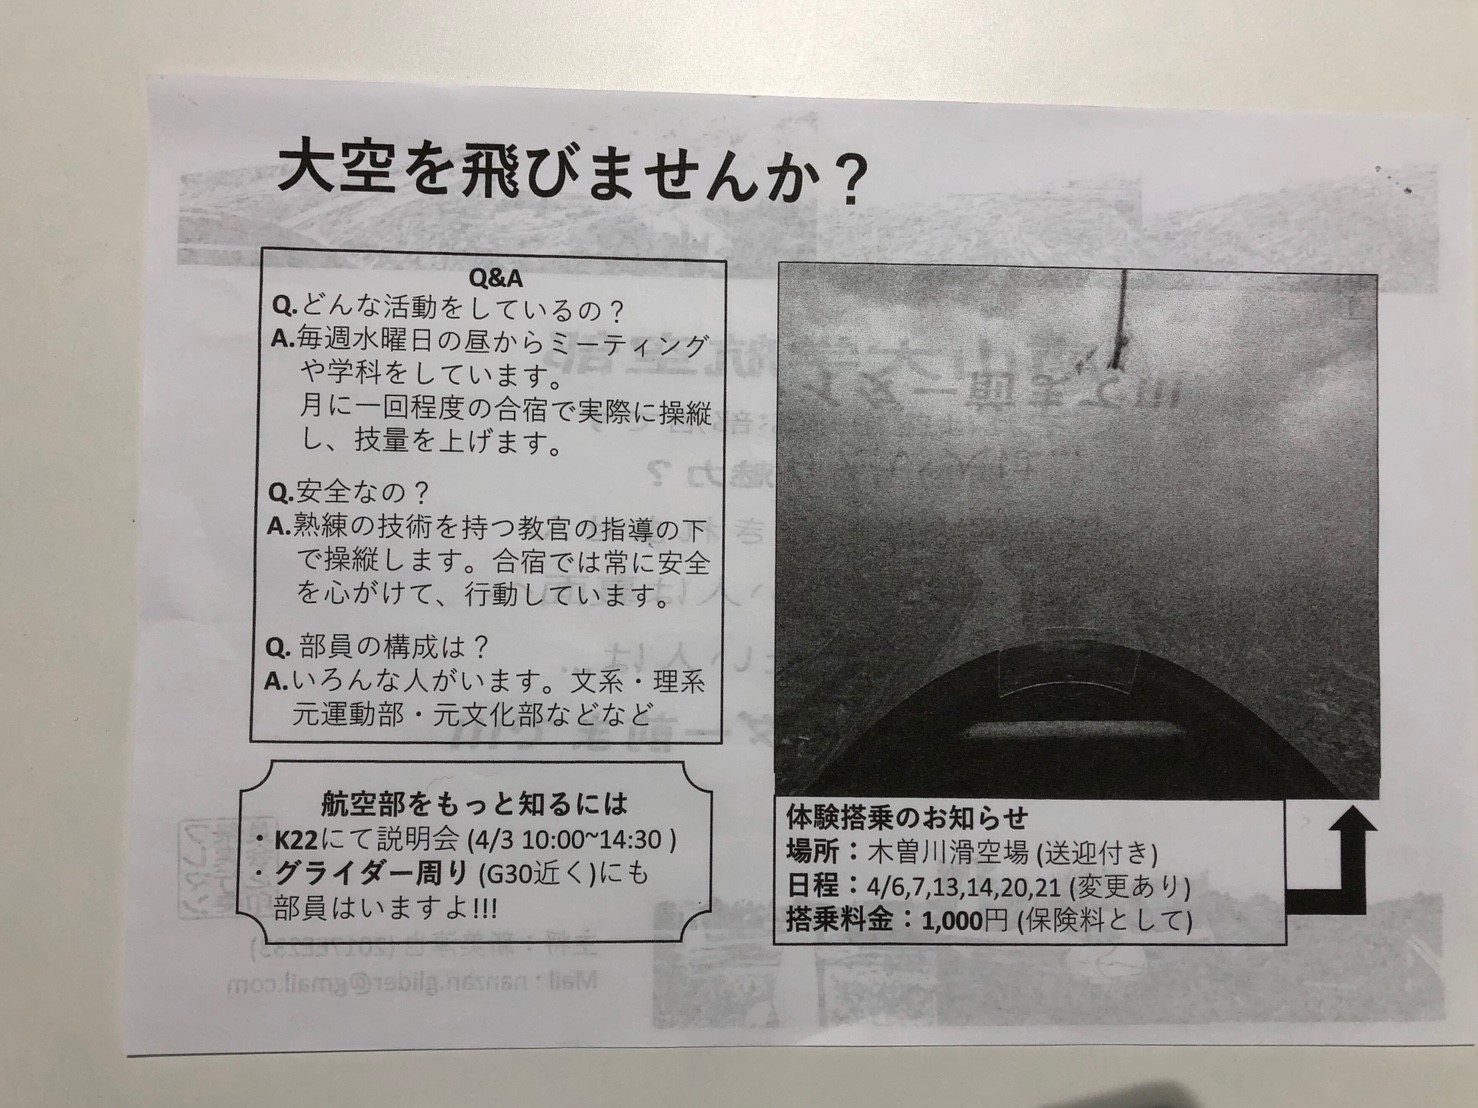 大空を飛びませんか？
Q&A
Q.どんな活動をしているの？
A.毎週水曜日の昼からミーティング
や学科をしています。
月に一回程度の合宿で実際に操縦
し、技量を上げます。
Q.安全なの？
A.熟練の技術を持つ教官の指導の下
で操縦します。合宿では常に安全
を心がけて、行動しています。
Q. 部員の構成は？
A.いろんな人がいます。文系・理系
元運動部・元文化部などなど
航空部をもっと知るには
・K22にて説明会 (4/3 10:00~14:30 )
・グライダー周り (G30近く)にも
部員はいますよ!!!
体験搭乗のお知らせ
場所：木曽川滑空場 (送迎付き)
日程：4/6,7,13,14,20,21 (変更あり)
搭乗料金：1,000円 (保険料として)
Mail : nanzan.glider@gmail.com